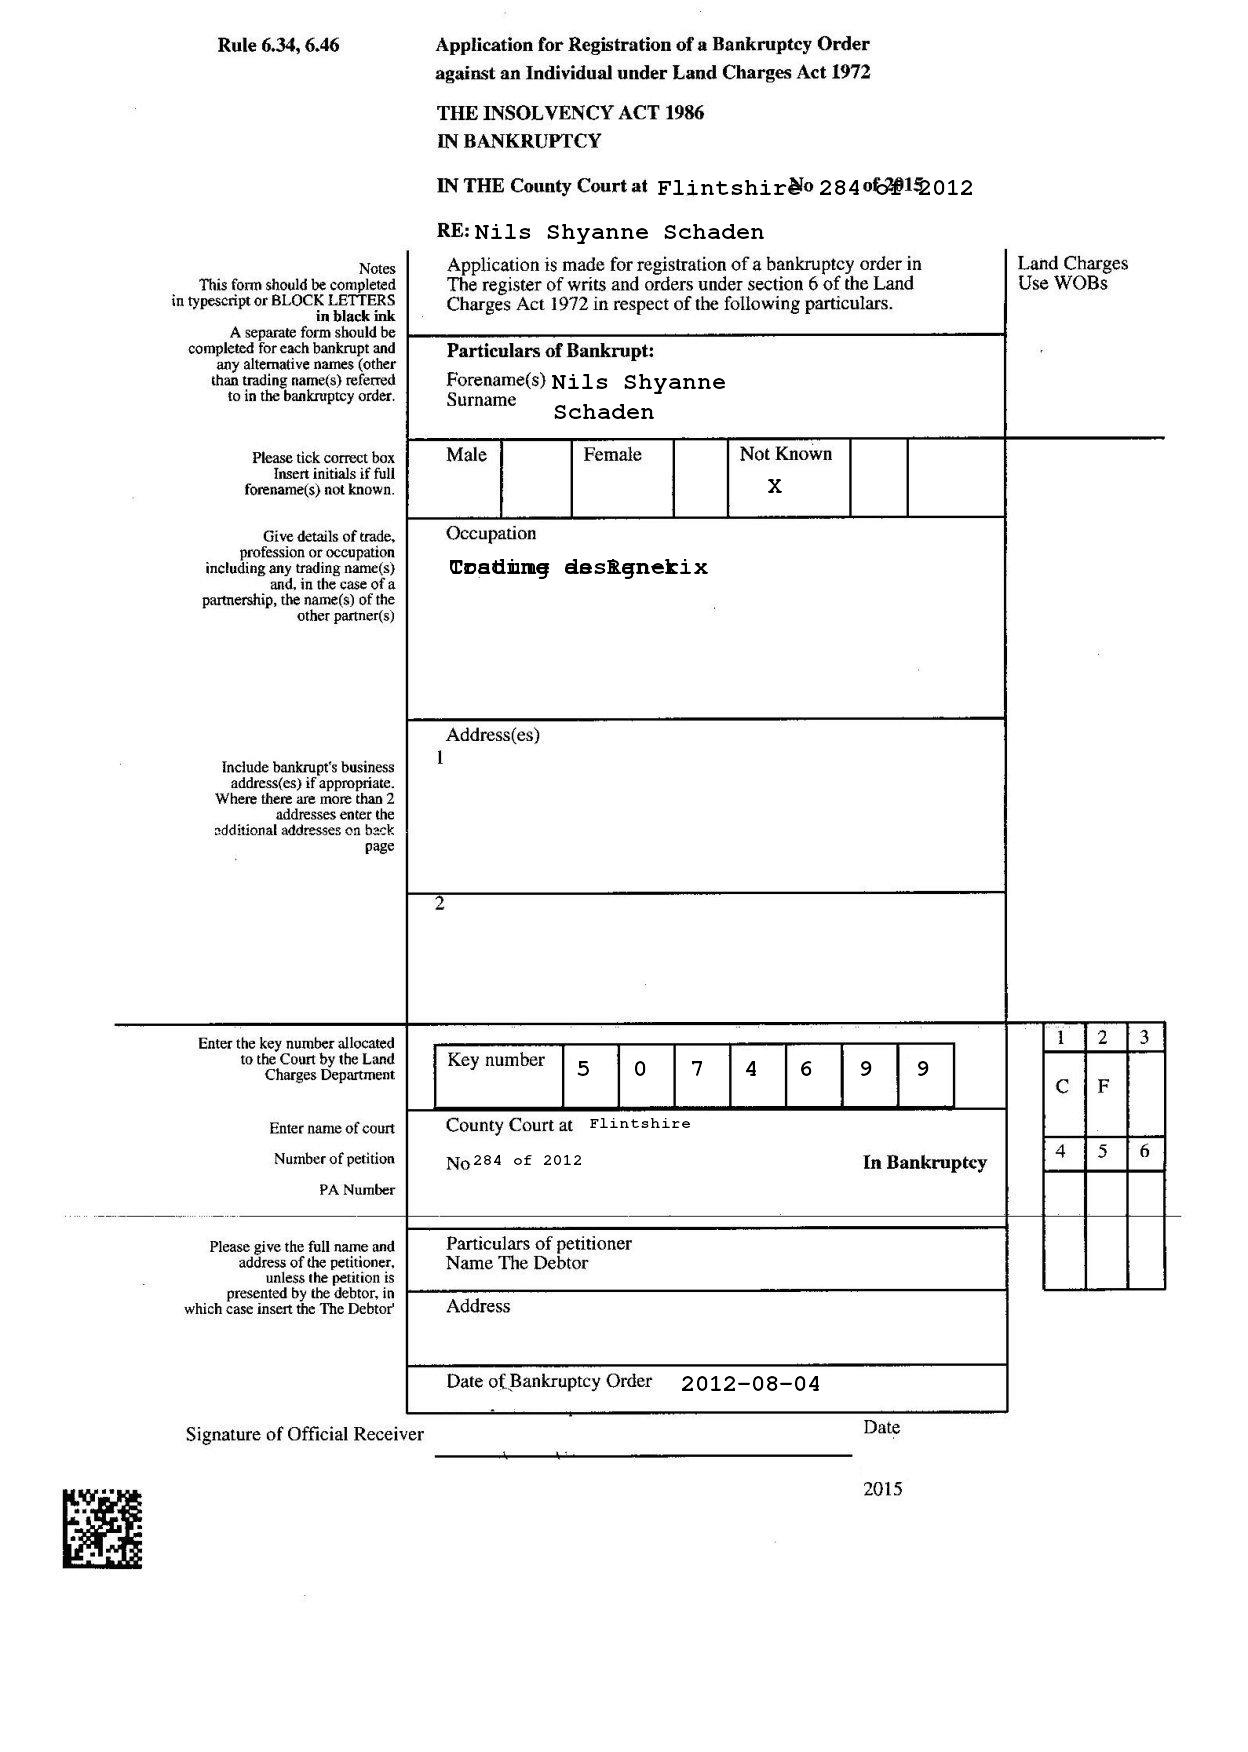 Rule 6.34, 6.46
Application for Registration of a Bankruptcy Order
against an Individual under Land Charges Act 1972
THE INSOLVENCY ACT 1986
IN BANKRUPTCY
IN THE County Court at Flintshire No 284 of 2012
RE: Nils Shyanne Schaden
Notes
This form should be completed
in typescript or BLOCK LETTERS
in black ink
A separate form should be
completed for each bankrupt and
any alternative names (other
than trading name(s) referred
to in the bankruptcy order.
Application is made for registration of a bankruptcy order in
The register of writs and orders under section 6 of the Land
Charges Act 1972 in respect of the following particulars.
Land Charges
Use WOBs
Particulars of Bankrupt:
Forename(s) Nils Shyanne
Surname
Schaden
Please tick correct box
Insert initials if full
forename(s) not known.
Male Female Not Known
X
Give details of trade,
profession or occupation
including any trading name(s)
and, in the case of a
partnership, the name(s) of the
other partner(s)
Occupation
Address(es)
1
Include bankrupt's business
address(es) if appropriate.
Where there are more than 2
addresses enter the
additional addresses on back
page
2
Enter the key number allocated
to the Court by the Land
Charges Department
Key number 5 0 7 4 6 9 9
1 2 3
C F
Enter name of court
County Court at Flintshire
Number of petition
No 284 of 2012 In Bankruptcy
4 5 6
PA Number
Please give the full name and
address of the petitioner,
unless the petition is
presented by the debtor, in
which case insert the The Debtor'
Particulars of petitioner
Name The Debtor
Address
Date of Bankruptcy Order 2012-08-04
Signature of Official Receiver
Date
2015